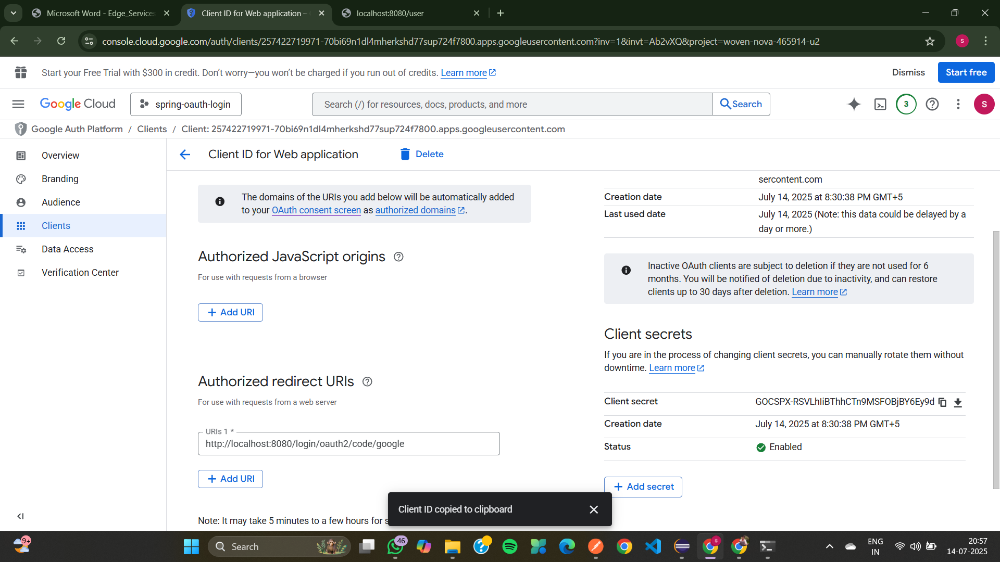 Microsoft Word - Edge_Services
Client ID for Web application –
localhost:8080/user
console.cloud.google.com/auth/clients/257422719971-70bi69n1dl4mherkshd77sup724f7800.apps.googleusercontent.com?inv=1&invt=Ab2vXQ&project=woven-nova-465914-u2
S
Start your Free Trial with $300 in credit. Don’t worry—you won’t be charged if you run out of credits. Learn more
Dismiss
Start free
Google Cloud
spring-oauth-login
Search (/) for resources, docs, products, and more
Search
3
S
Google Auth Platform / Clients / Client: 257422719971-70bi69n1dl4mherkshd77sup724f7800.apps.googleusercontent.com
Overview
Branding
Audience
Clients
Data Access
Verification Center
Client ID for Web application
Delete
The domains of the URIs you add below will be automatically added
to your OAuth consent screen as authorized domains.
Authorized JavaScript origins
For use with requests from a browser
Add URI
Authorized redirect URIs
For use with requests from a web server
URIs 1 *
http://localhost:8080/login/oauth2/code/google
Add URI
Note: It may take 5 minutes to a few hours for s
sercontent.com
Creation date July 14, 2025 at 8:30:38 PM GMT+5
Last used date July 14, 2025 (Note: this data could be delayed by a
day or more.)
Inactive OAuth clients are subject to deletion if they are not used for 6
months. You will be notified of deletion due to inactivity, and can restore
clients up to 30 days after deletion. Learn more
Client secrets
If you are in the process of changing client secrets, you can manually rotate them without
downtime. Learn more
Client secret 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
Creation date July 14, 2025 at 8:30:38 PM GMT+5
Status Enabled
Add secret
Client ID copied to clipboard
9+
Search
46
S
ENG
IN
20:57
14-07-2025